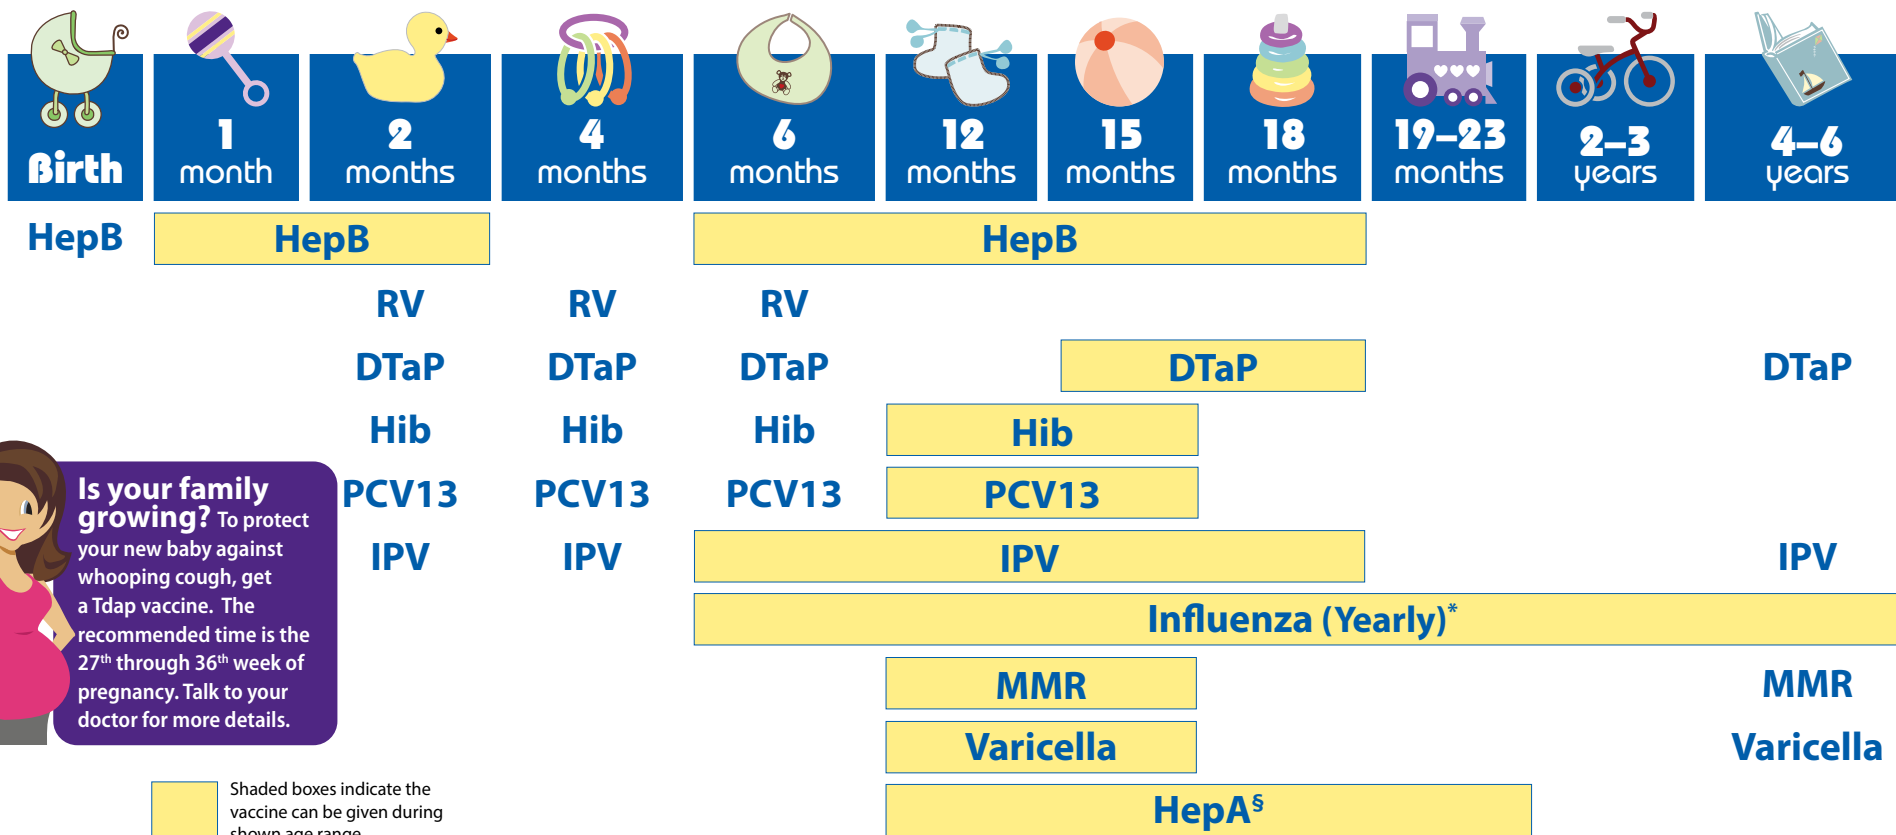 Birth
1
month
2
months
4
months
6
months
12
months
15
months
18
months
19–23
months
2–3
years
4–6
years
HepB HepB HepB
RV RV RV
DTaP DTaP DTaP DTaP DTaP
Hib Hib Hib Hib
PCV13 PCV13 PCV13 PCV13
IPV IPV IPV IPV
Influenza (Yearly)*
MMR MMR
Varicella Varicella
HepA§
Is your family
growing? To protect
your new baby against
whooping cough, get
a Tdap vaccine. The
recommended time is the
27th through 36th week of
pregnancy. Talk to your
doctor for more details.
Shaded boxes indicate the
vaccine can be given during
shown age range.